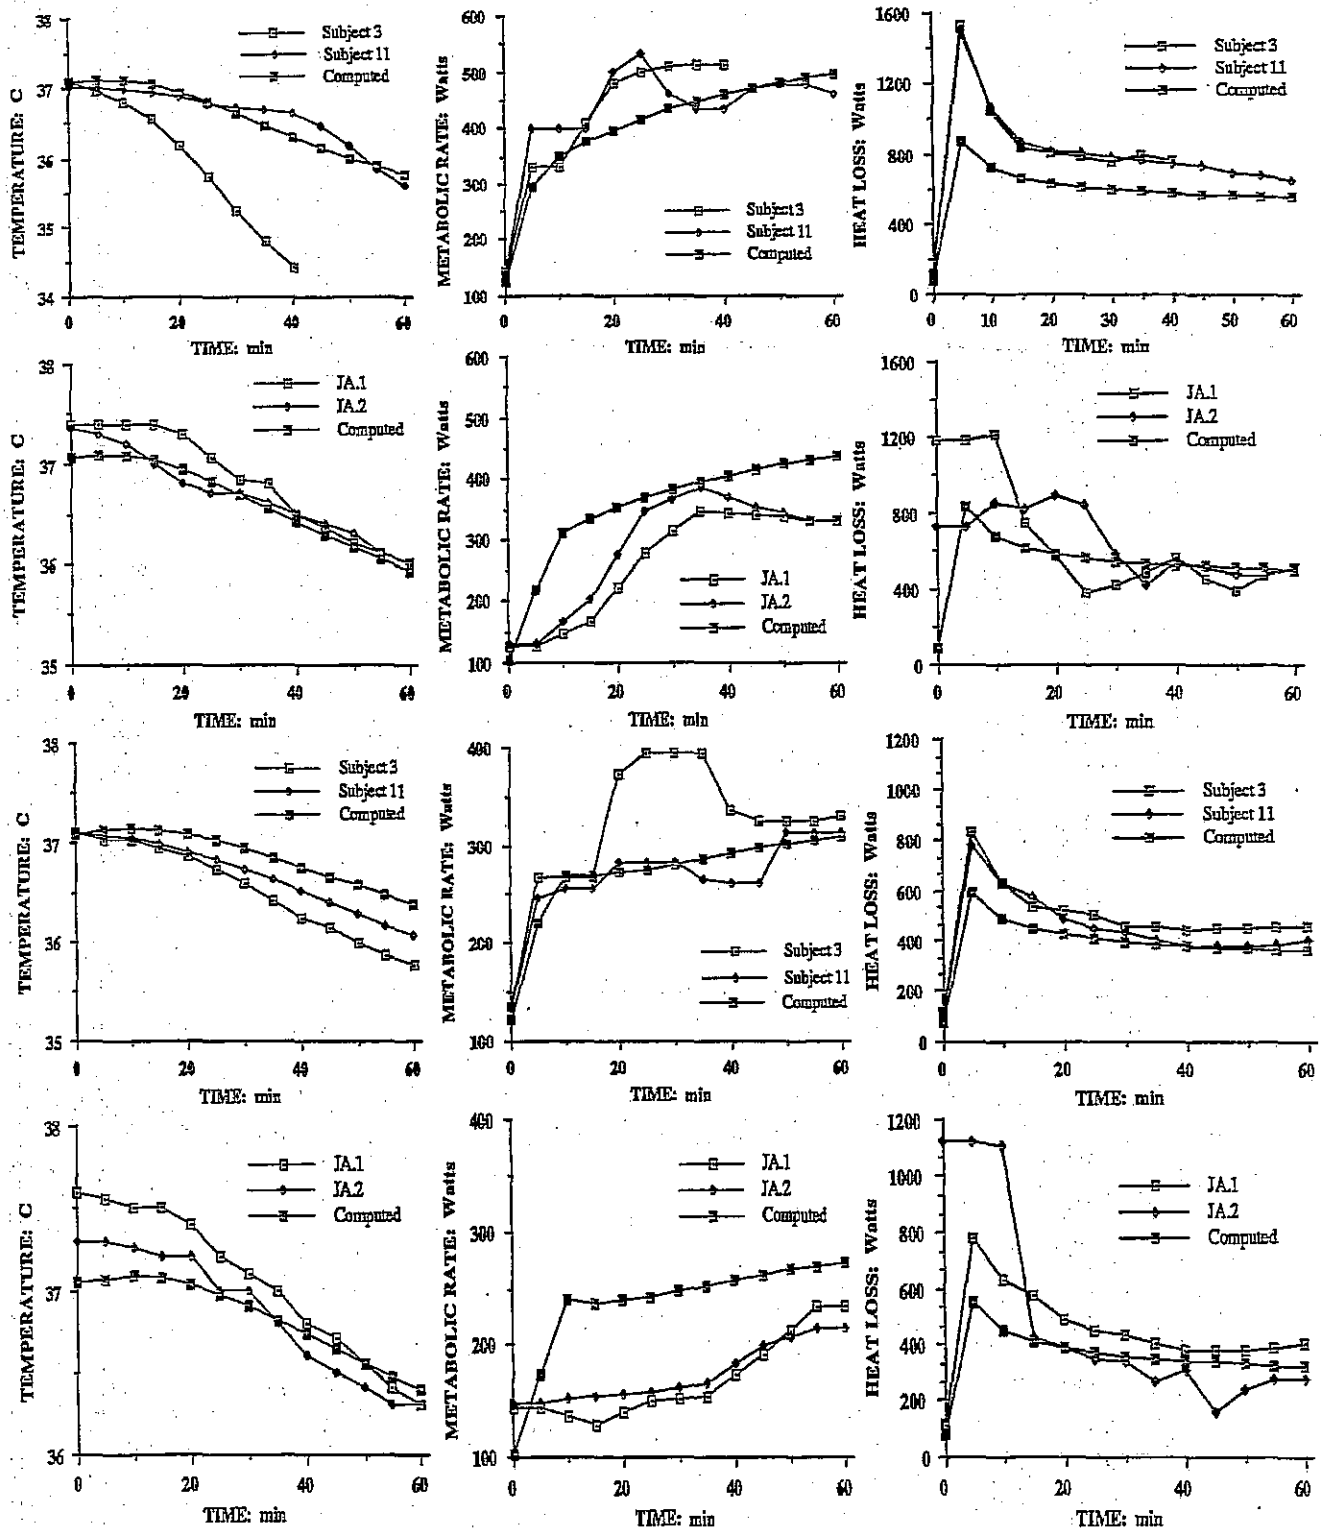 TEMPERATURE: C
38
37
36
35
34
0
20
40
60
TIME: min
Subject 3
Subject 11
Computed
METABOLIC RATE: Watts
600
500
400
300
200
100
0
20
40
60
TIME: min
Subject 3
Subject 11
Computed
HEAT LOSS: Watts
1600
1200
800
400
0
0
10
20
30
40
50
60
TIME: min
Subject 3
Subject 11
Computed
TEMPERATURE: C
38
37
36
35
0
20
40
60
TIME: min
JA.1
JA.2
Computed
METABOLIC RATE: Watts
600
500
400
300
200
100
0
20
40
60
TIME: min
JA.1
JA.2
Computed
HEAT LOSS: Watts
1600
1200
800
400
0
0
20
40
60
TIME: min
JA.1
JA.2
Computed
TEMPERATURE: C
38
37
36
35
0
20
40
60
TIME: min
Subject 3
Subject 11
Computed
METABOLIC RATE: Watts
400
300
200
100
0
20
40
60
TIME: min
Subject 3
Subject 11
Computed
HEAT LOSS: Watts
1200
1000
800
600
400
200
0
0
20
40
60
TIME: min
Subject 3
Subject 11
Computed
TEMPERATURE: C
38
37
36
0
20
40
60
TIME: min
JA.1
JA.2
Computed
METABOLIC RATE: Watts
400
300
200
100
0
20
40
60
TIME: min
JA.1
JA.2
Computed
HEAT LOSS: Watts
1200
1000
800
600
400
200
0
0
20
40
60
TIME: min
JA.1
JA.2
Computed